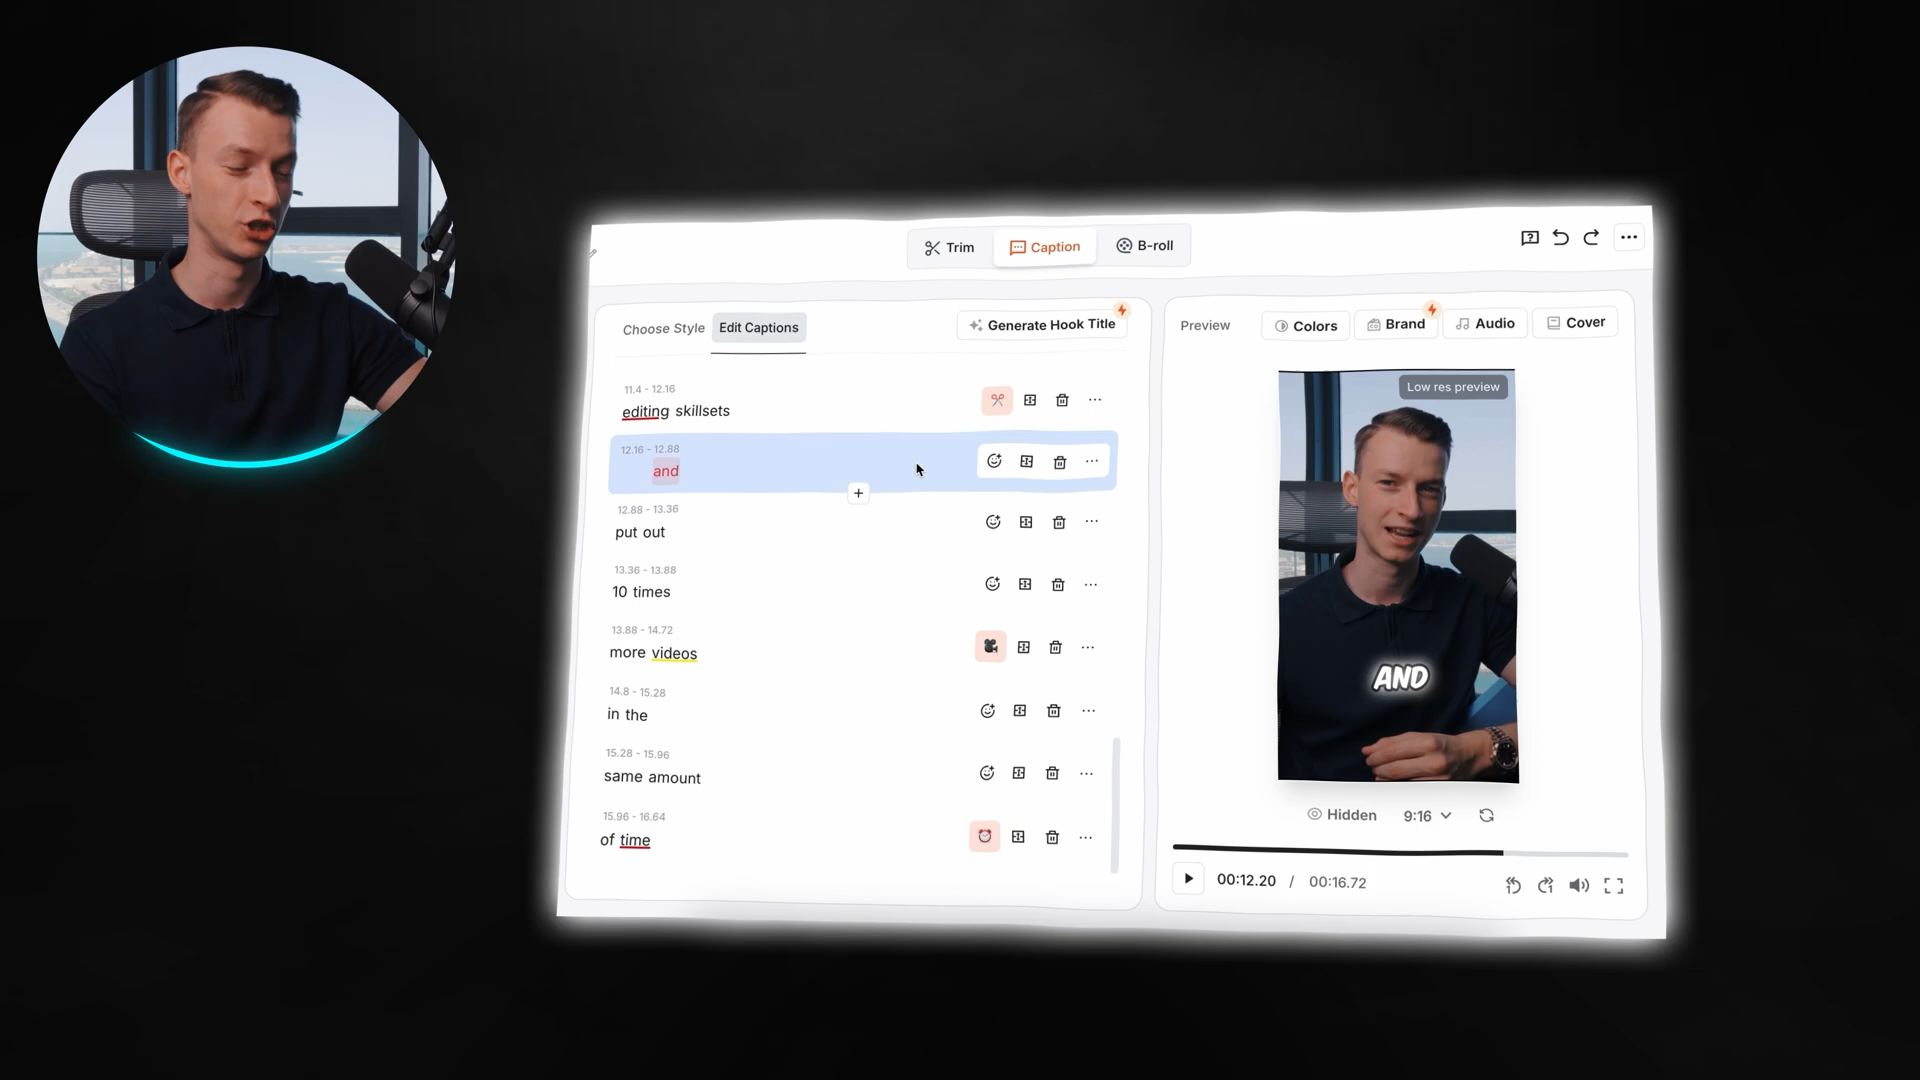 Trim
Caption
B-roll
Choose Style
Edit Captions
Generate Hook Title
11.4 - 12.16
editing skillsets
12.16 - 12.88
and
12.88 - 13.36
put out
13.36 - 13.88
10 times
13.88 - 14.72
more videos
14.8 - 15.28
in the
15.28 - 15.96
same amount
15.96 - 16.64
of time
Preview
Colors
Brand
Audio
Cover
Low res preview
AND
Hidden
9:16
00:12.20 / 00:16.72